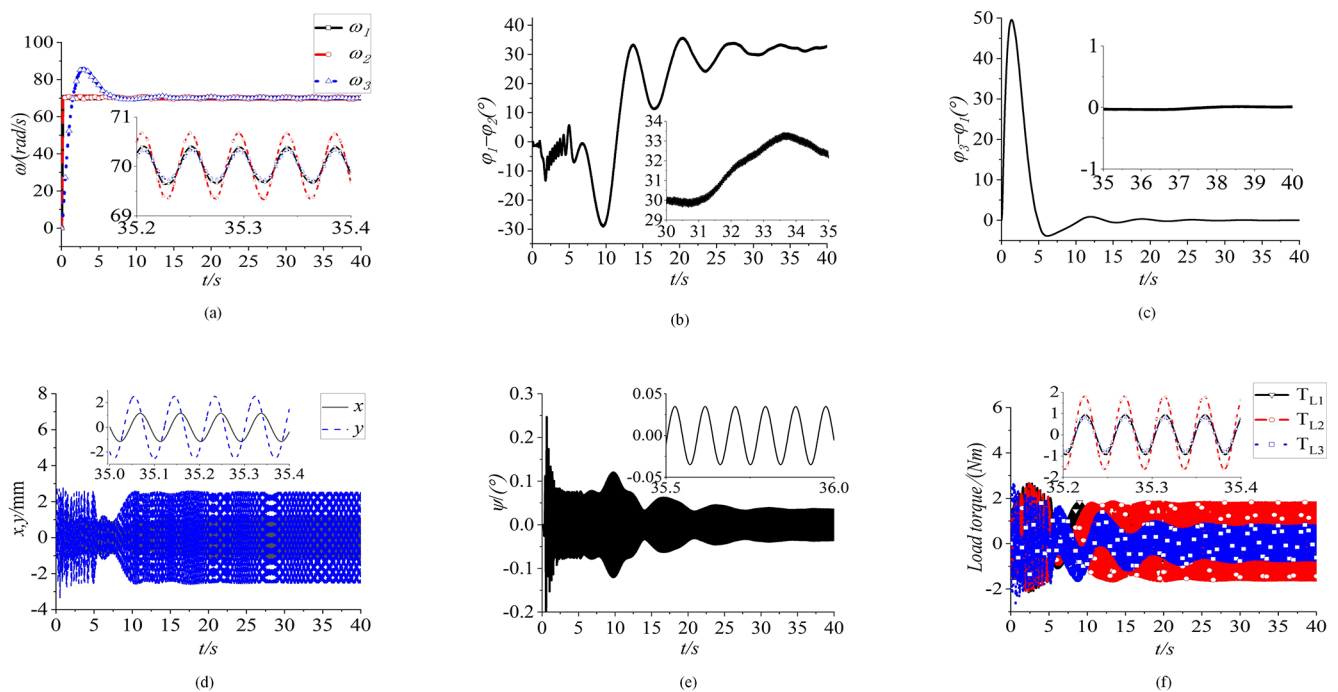 ω1
ω2
ω3
100
80
60
40
20
0
ω/(rad/s)
71
70
69
35.2 35.3 35.4
0 5 10 15 20 25 30 35 40
t/s
(a)
40
30
20
10
0
-10
-20
-30
φ1-φ2(°)
34
33
32
31
30
29
30 31 32 33 34 35
0 5 10 15 20 25 30 35 40
t/s
(b)
50
40
30
20
10
0
φ3-φ1(°)
1
0
-1
35 36 37 38 39 40
0 5 10 15 20 25 30 35 40
t/s
(c)
8
6
4
2
0
-2
-4
x,y/mm
2
0
-2
35.0 35.1 35.2 35.3 35.4
x
y
0 5 10 15 20 25 30 35 40
t/s
(d)
0.3
0.2
0.1
0.0
-0.1
-0.2
ψ/(°)
0.05
0.00
-0.05
35.5 36.0
0 5 10 15 20 25 30 35 40
t/s
(e)
6
4
2
0
-2
Load torque /(Nm)
2
1
0
-1
-2
35.2 35.3 35.4
TL1
TL2
TL3
0 5 10 15 20 25 30 35 40
t/s
(f)